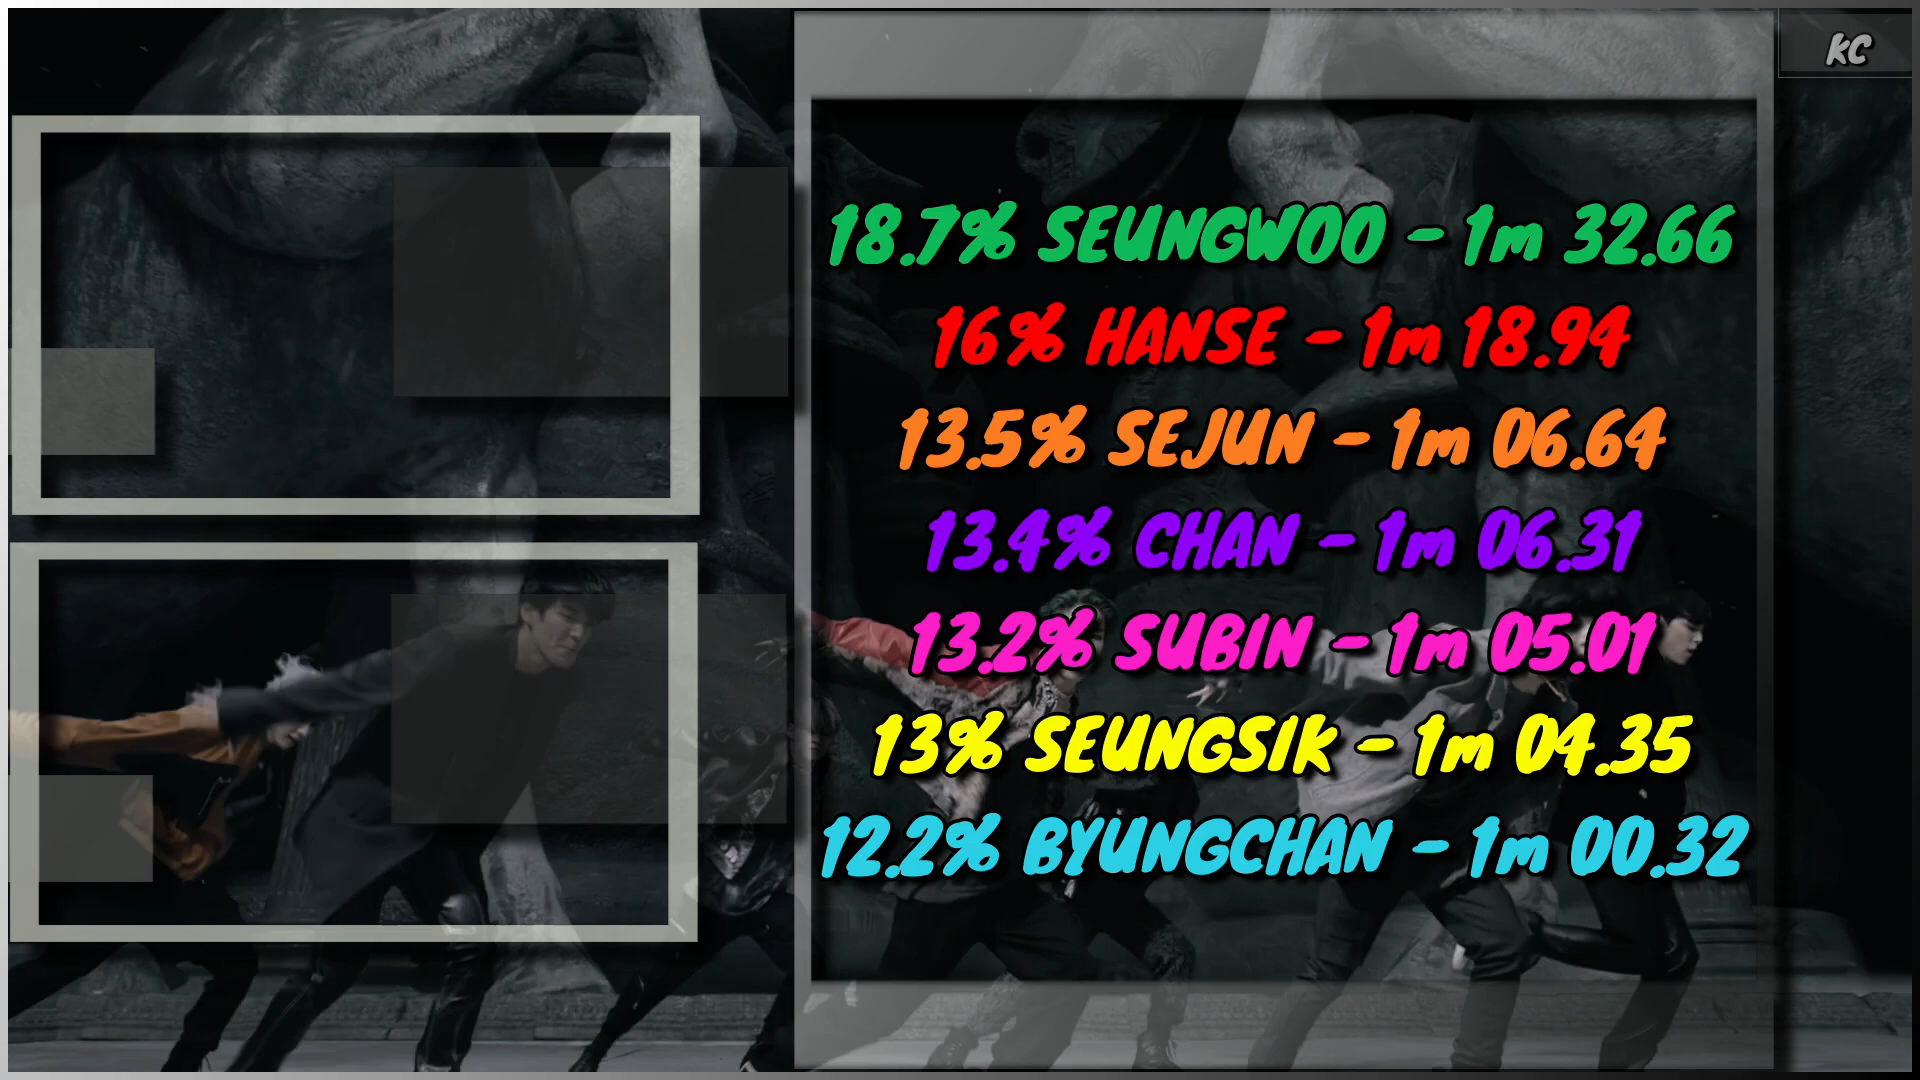 KC
18.7% SEUNGWOO - 1m 32.66
16% HANSE - 1m 18.94
13.5% SEJUN - 1m 06.64
13.4% CHAN - 1m 06.31
13.2% SUBIN - 1m 05.01
13% SEUNGSIK - 1m 04.35
12.2% BYUNGCHAN - 1m 00.32